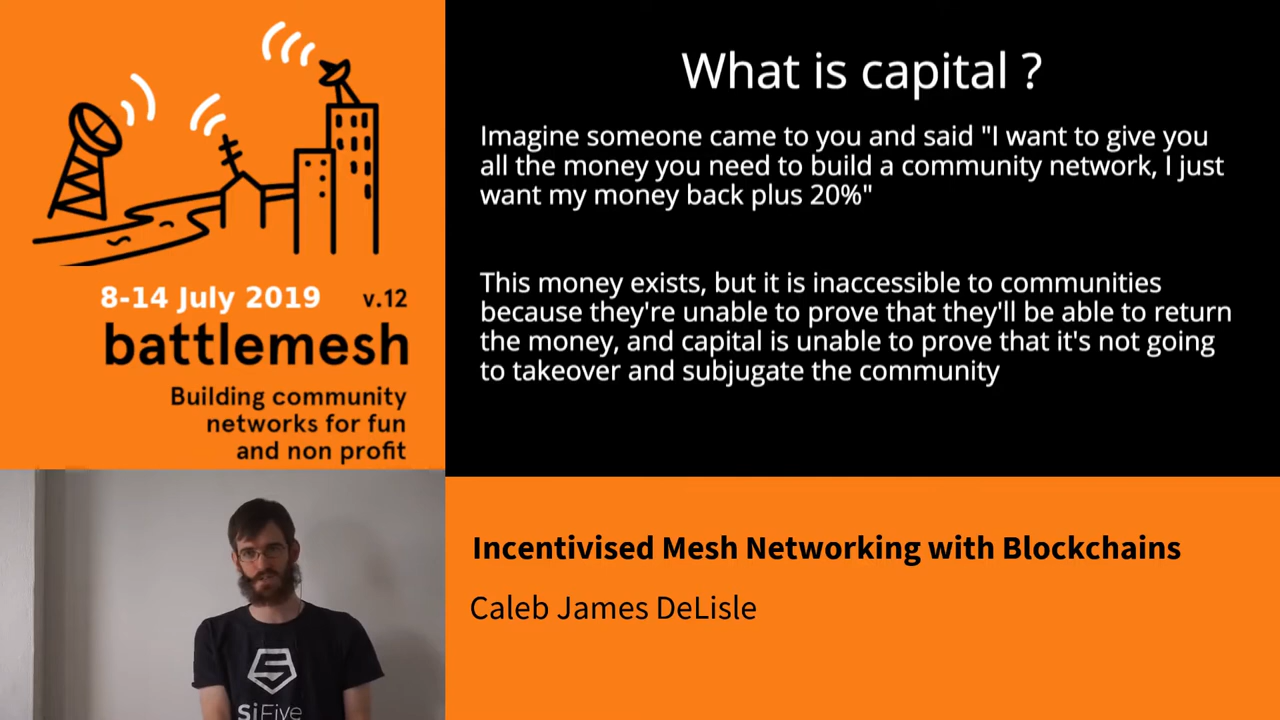 What is capital ?
Imagine someone came to you and said "I want to give you
all the money you need to build a community network, I just
want my money back plus 20%"
This money exists, but it is inaccessible to communities
because they're unable to prove that they'll be able to return
the money, and capital is unable to prove that it's not going
to takeover and subjugate the community
8-14 July 2019 v.12
battlemesh
Building community
networks for fun
and non profit
SiFive
Incentivised Mesh Networking with Blockchains
Caleb James DeLisle